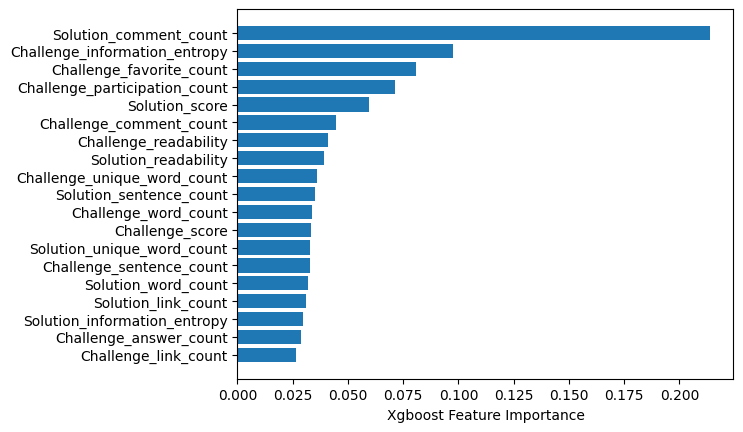 Solution_comment_count
Challenge_information_entropy
Challenge_favorite_count
Challenge_participation_count
Solution_score
Challenge_comment_count
Challenge_readability
Solution_readability
Challenge_unique_word_count
Solution_sentence_count
Challenge_word_count
Challenge_score
Solution_unique_word_count
Challenge_sentence_count
Solution_word_count
Solution_link_count
Solution_information_entropy
Challenge_answer_count
Challenge_link_count
0.000 0.025 0.050 0.075 0.100 0.125 0.150 0.175 0.200
Xgboost Feature Importance